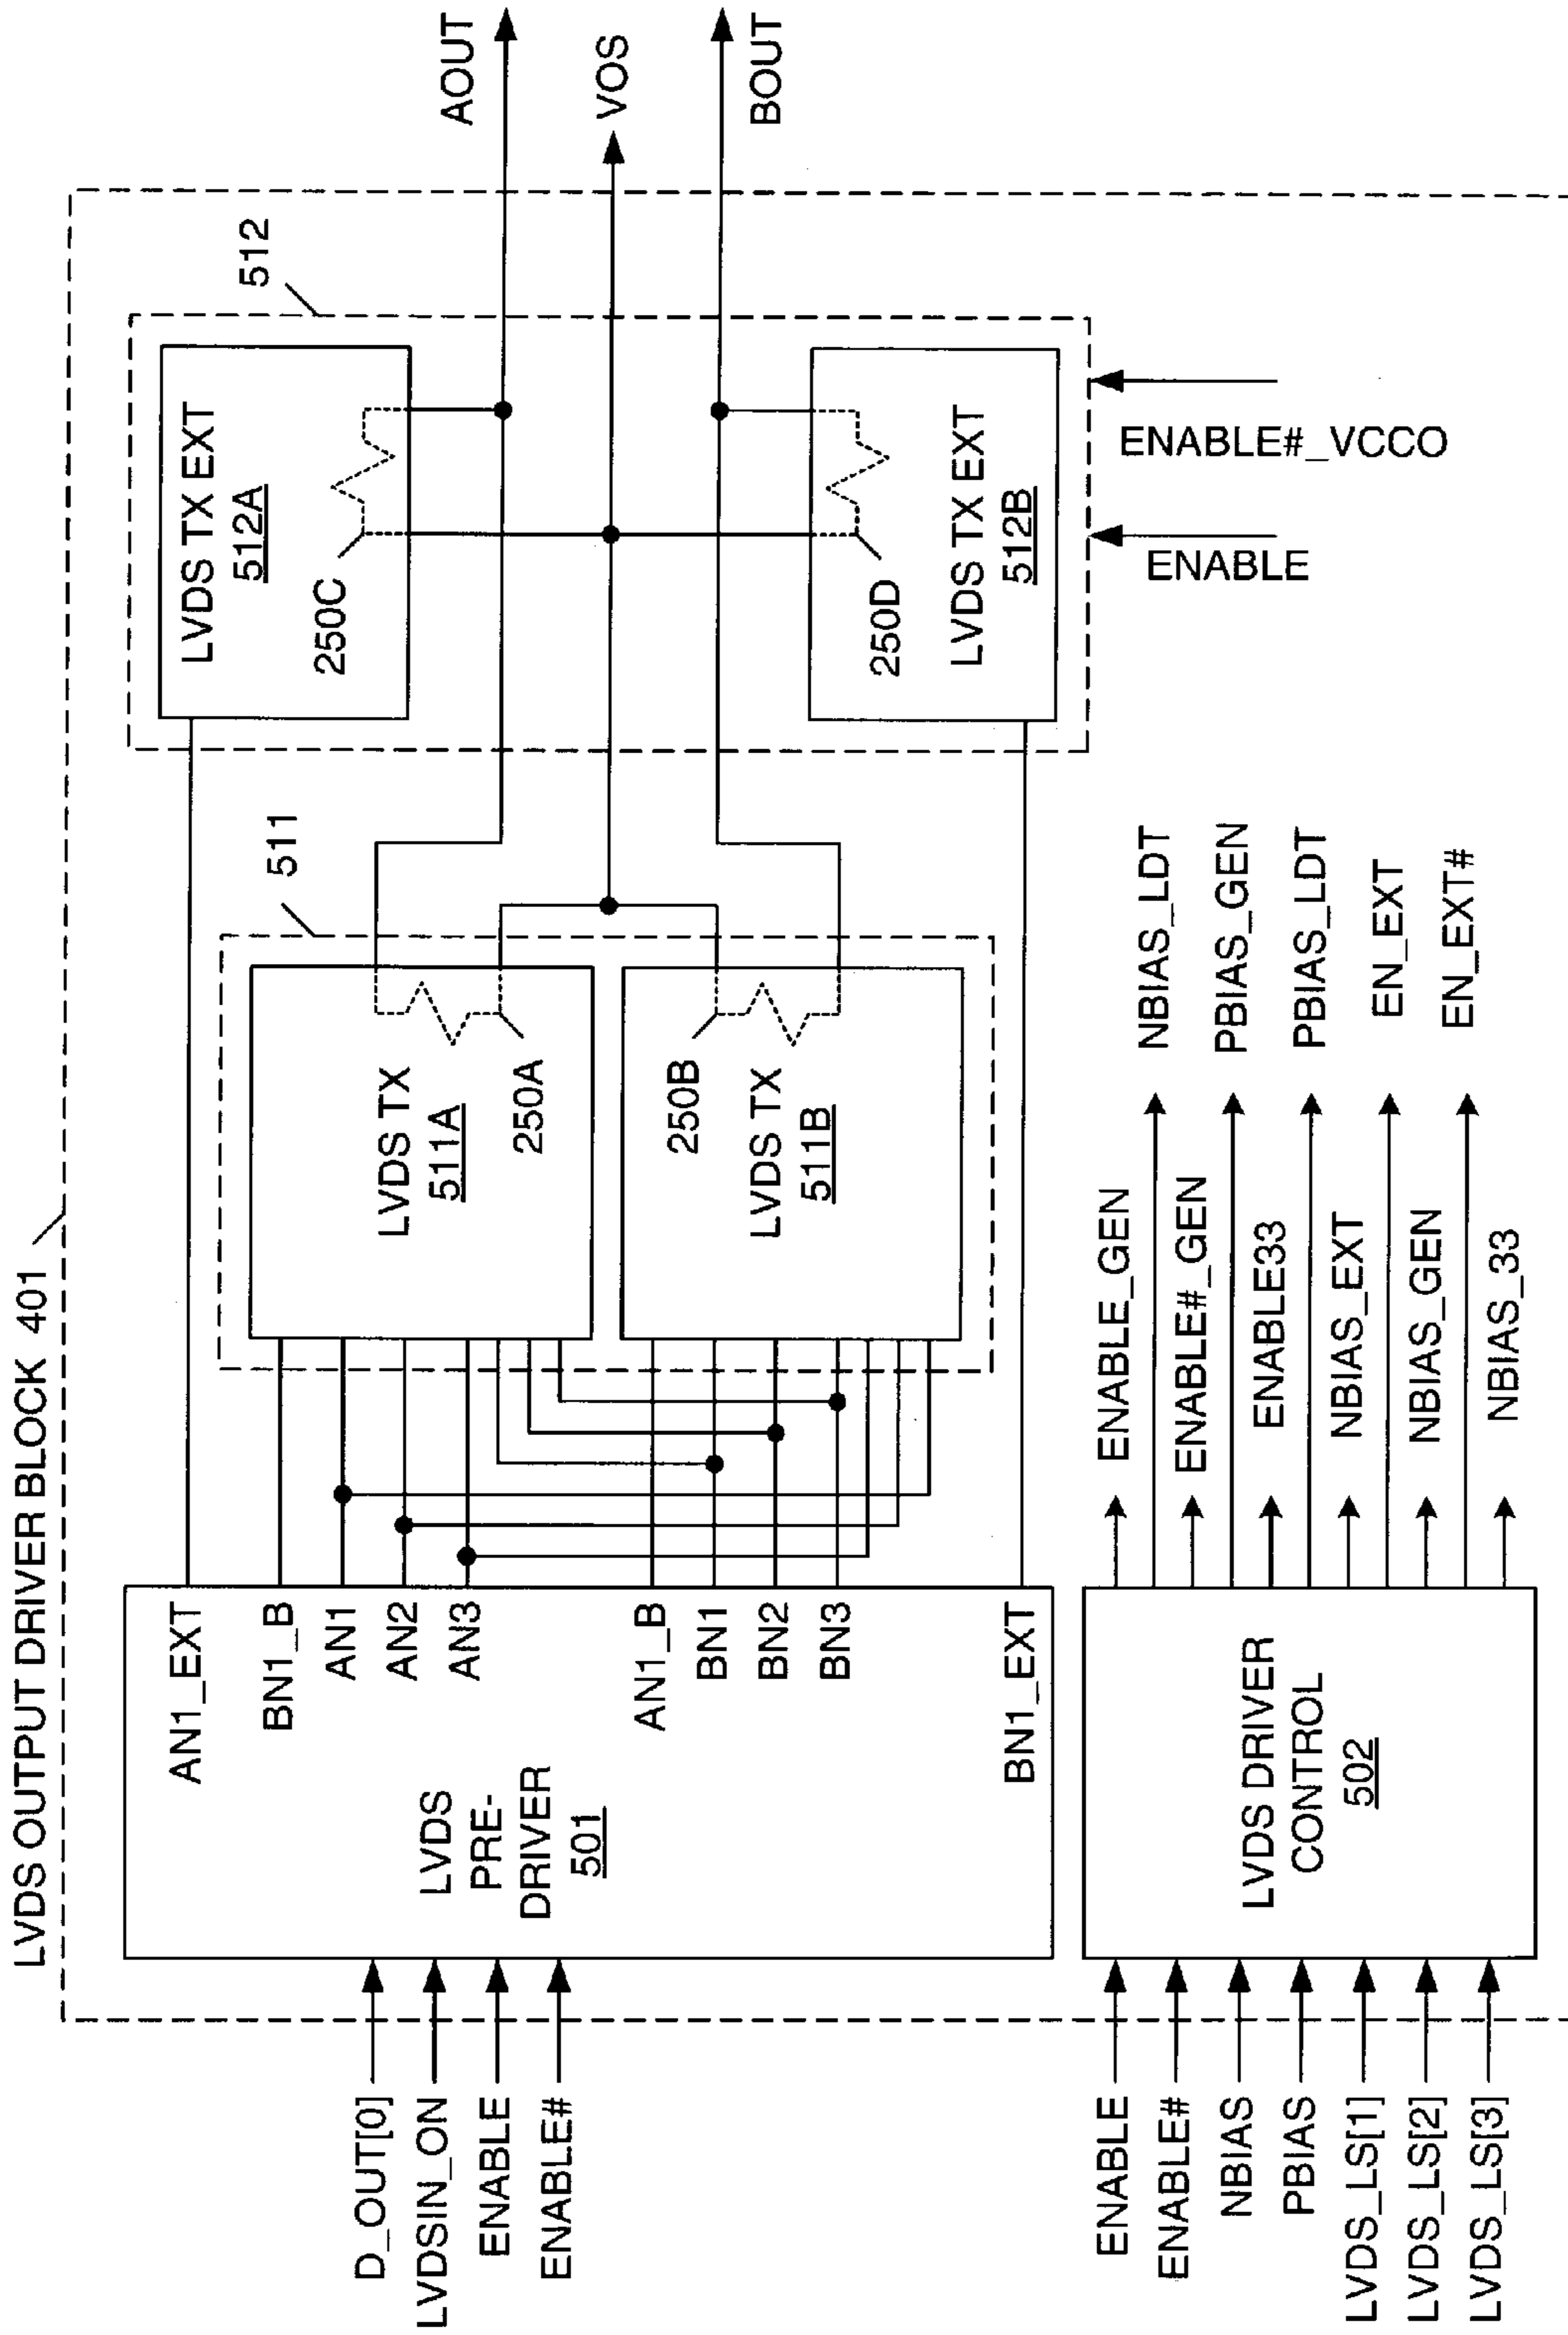 LVDS OUTPUT DRIVER BLOCK 401
D_OUT[0]
LVDSIN_ON
ENABLE
ENABLE#
LVDS
PRE-
DRIVER
501
AN1_EXT
BN1_B
AN1
AN2
AN3
AN1_B
BN1
BN2
BN3
BN1_EXT
511
LVDS TX
511A
250A
250B
LVDS TX
511B
512
LVDS TX EXT
512A
250C
250D
LVDS TX EXT
512B
AOUT
VOS
BOUT
ENABLE
ENABLE#_VCCO
ENABLE
ENABLE#
NBIAS
PBIAS
LVDS_LS[1]
LVDS_LS[2]
LVDS_LS[3]
LVDS DRIVER
CONTROL
502
ENABLE_GEN
NBIAS_LDT
ENABLE#_GEN
PBIAS_GEN
ENABLE33
PBIAS_LDT
NBIAS_EXT
EN_EXT
NBIAS_GEN
EN_EXT#
NBIAS_33